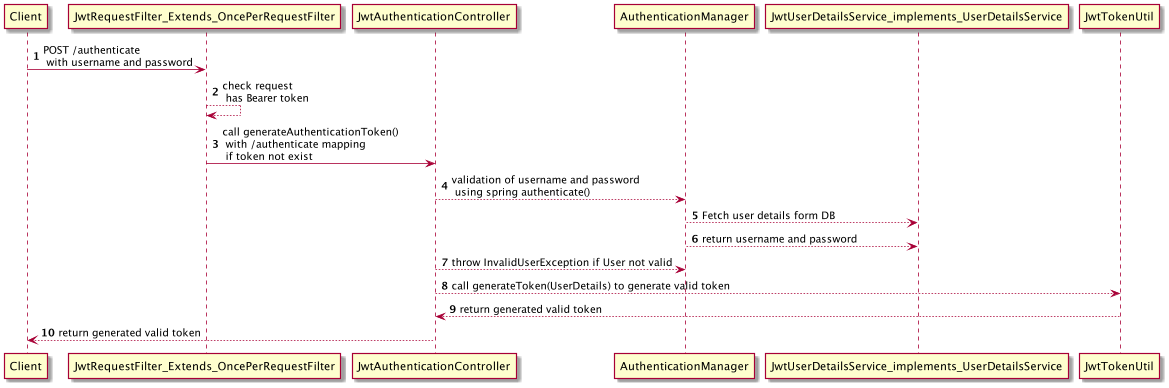 Client
JwtRequestFilter_Extends_OncePerRequestFilter
JwtAuthenticationController
AuthenticationManager
JwtUserDetailsService_implements_UserDetailsService
JwtTokenUtil
1 POST /authenticate
with username and password
2 check request
has Bearer token
3 call generateAuthenticationToken()
with /authenticate mapping
if token not exist
4 validation of username and password
using spring authenticate()
5 Fetch user details form DB
6 return username and password
7 throw InvalidUserException if User not valid
8 call generateToken(UserDetails) to generate valid token
9 return generated valid token
10 return generated valid token
Client
JwtRequestFilter_Extends_OncePerRequestFilter
JwtAuthenticationController
AuthenticationManager
JwtUserDetailsService_implements_UserDetailsService
JwtTokenUtil